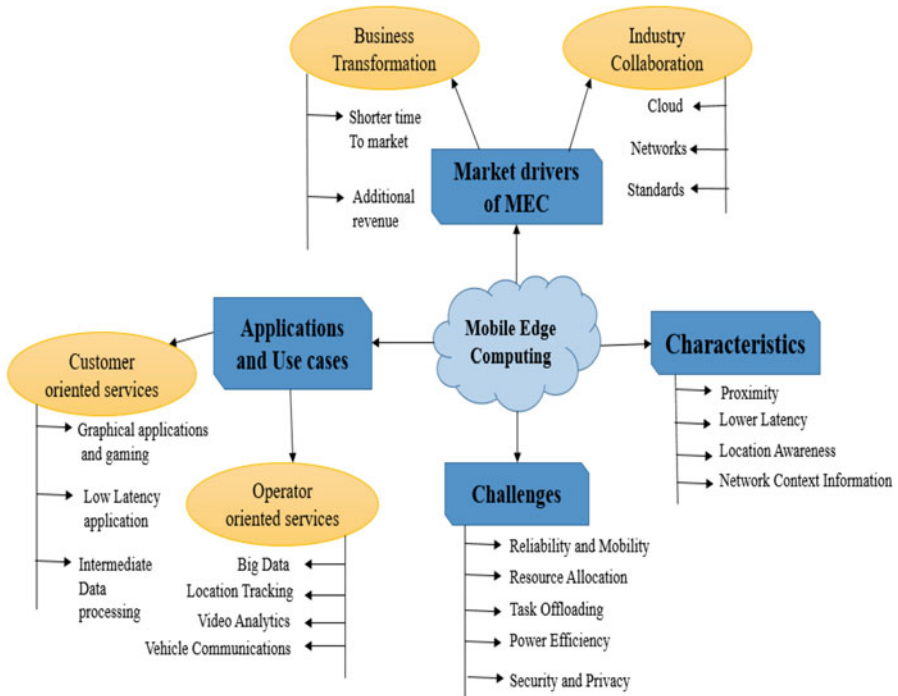 Business
Transformation
Shorter time
To market
Additional
revenue
Industry
Collaboration
Cloud
Networks
Standards
Market drivers
of MEC
Mobile Edge
Computing
Applications
and Use cases
Customer
oriented services
Graphical applications
and gaming
Low Latency
application
Intermediate
Data
processing
Operator
oriented services
Big Data
Location Tracking
Video Analytics
Vehicle Communications
Characteristics
Proximity
Lower Latency
Location Awareness
Network Context Information
Challenges
Reliability and Mobility
Resource Allocation
Task Offloading
Power Efficiency
Security and Privacy